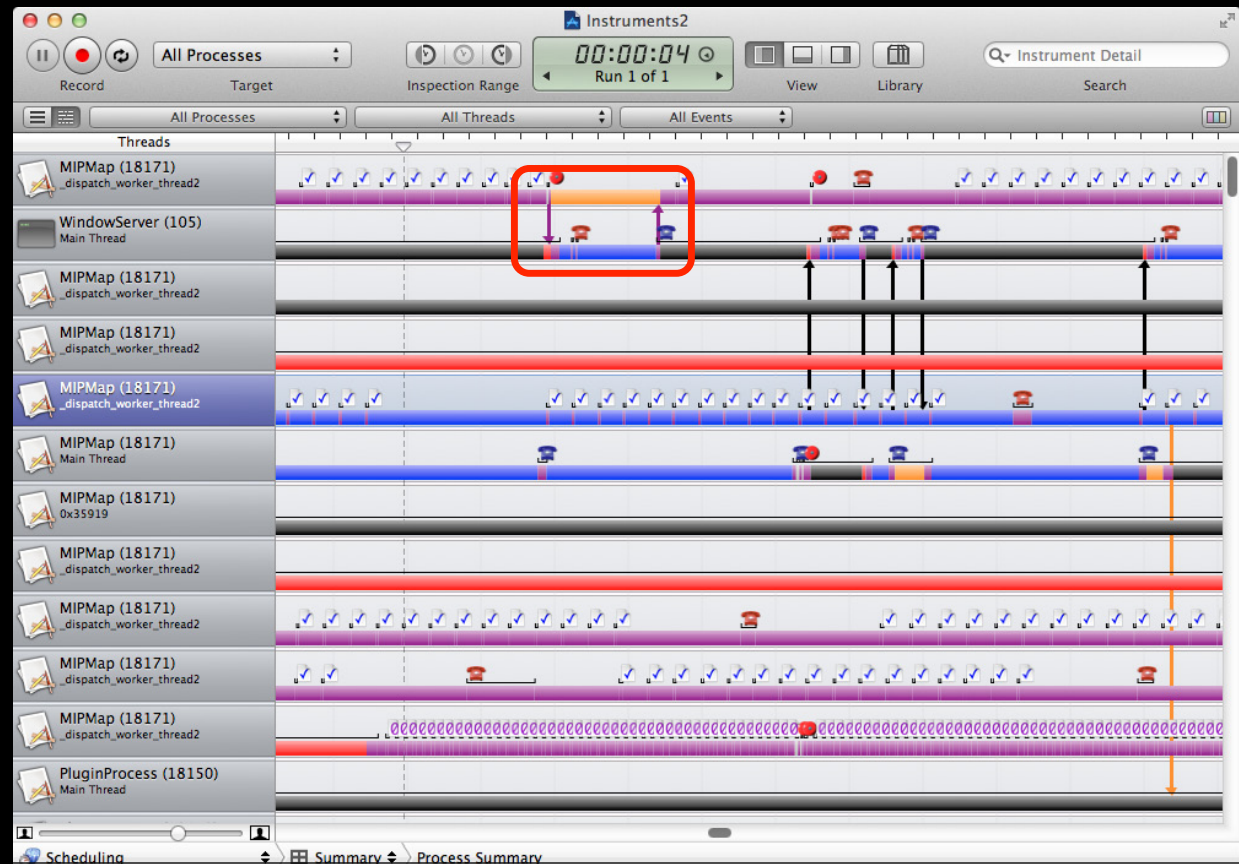 Instruments2
All Processes
00:00:04
Run 1 of 1
Instrument Detail
Record
Target
Inspection Range
View
Library
Search
All Processes
All Threads
All Events
Threads
MIPMap (18171)
_dispatch_worker_thread2
WindowServer (105)
Main Thread
MIPMap (18171)
_dispatch_worker_thread2
MIPMap (18171)
_dispatch_worker_thread2
MIPMap (18171)
_dispatch_worker_thread2
MIPMap (18171)
Main Thread
MIPMap (18171)
0x35919
MIPMap (18171)
_dispatch_worker_thread2
MIPMap (18171)
_dispatch_worker_thread2
MIPMap (18171)
_dispatch_worker_thread2
MIPMap (18171)
_dispatch_worker_thread2
PluginProcess (18150)
Main Thread
Scheduling
Summary
Process Summary